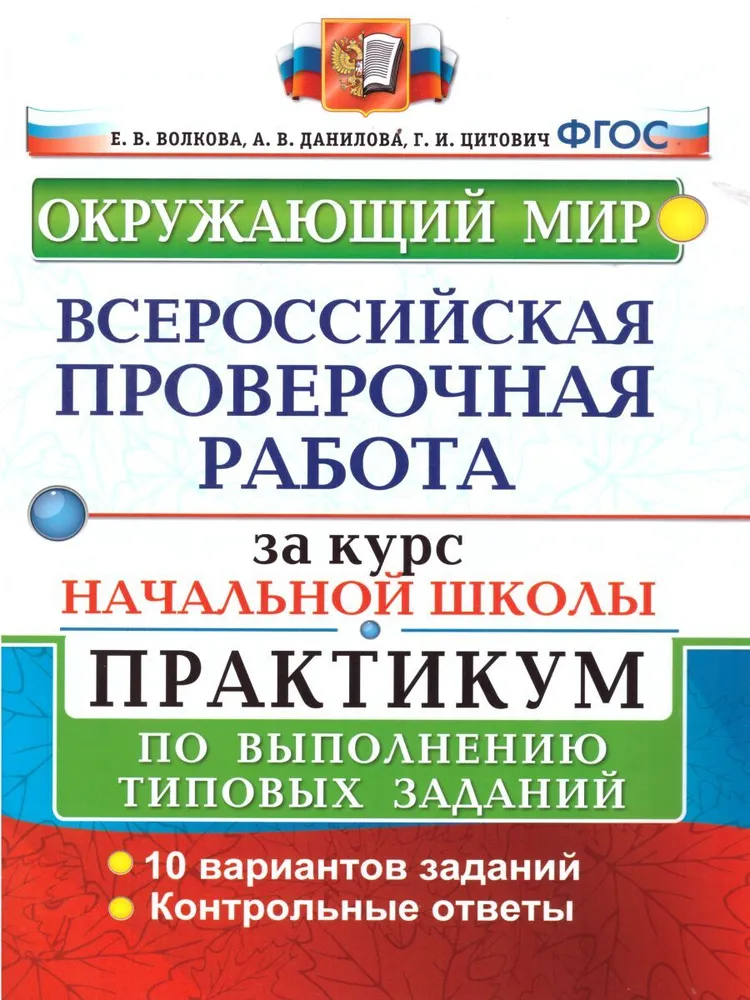 Е. В. ВОЛКОВА, А. В. ДАНИЛОВА, Г. И. ЦИТОВИЧ ФГОС
ОКРУЖАЮЩИЙ МИР
ВСЕРОССИЙСКАЯ
ПРОВЕРОЧНАЯ
РАБОТА
за курс
НАЧАЛЬНОЙ ШКОЛЫ
ПРАКТИКУМ
ПО ВЫПОЛНЕНИЮ
ТИПОВЫХ ЗАДАНИЙ
10 вариантов заданий
Контрольные ответы